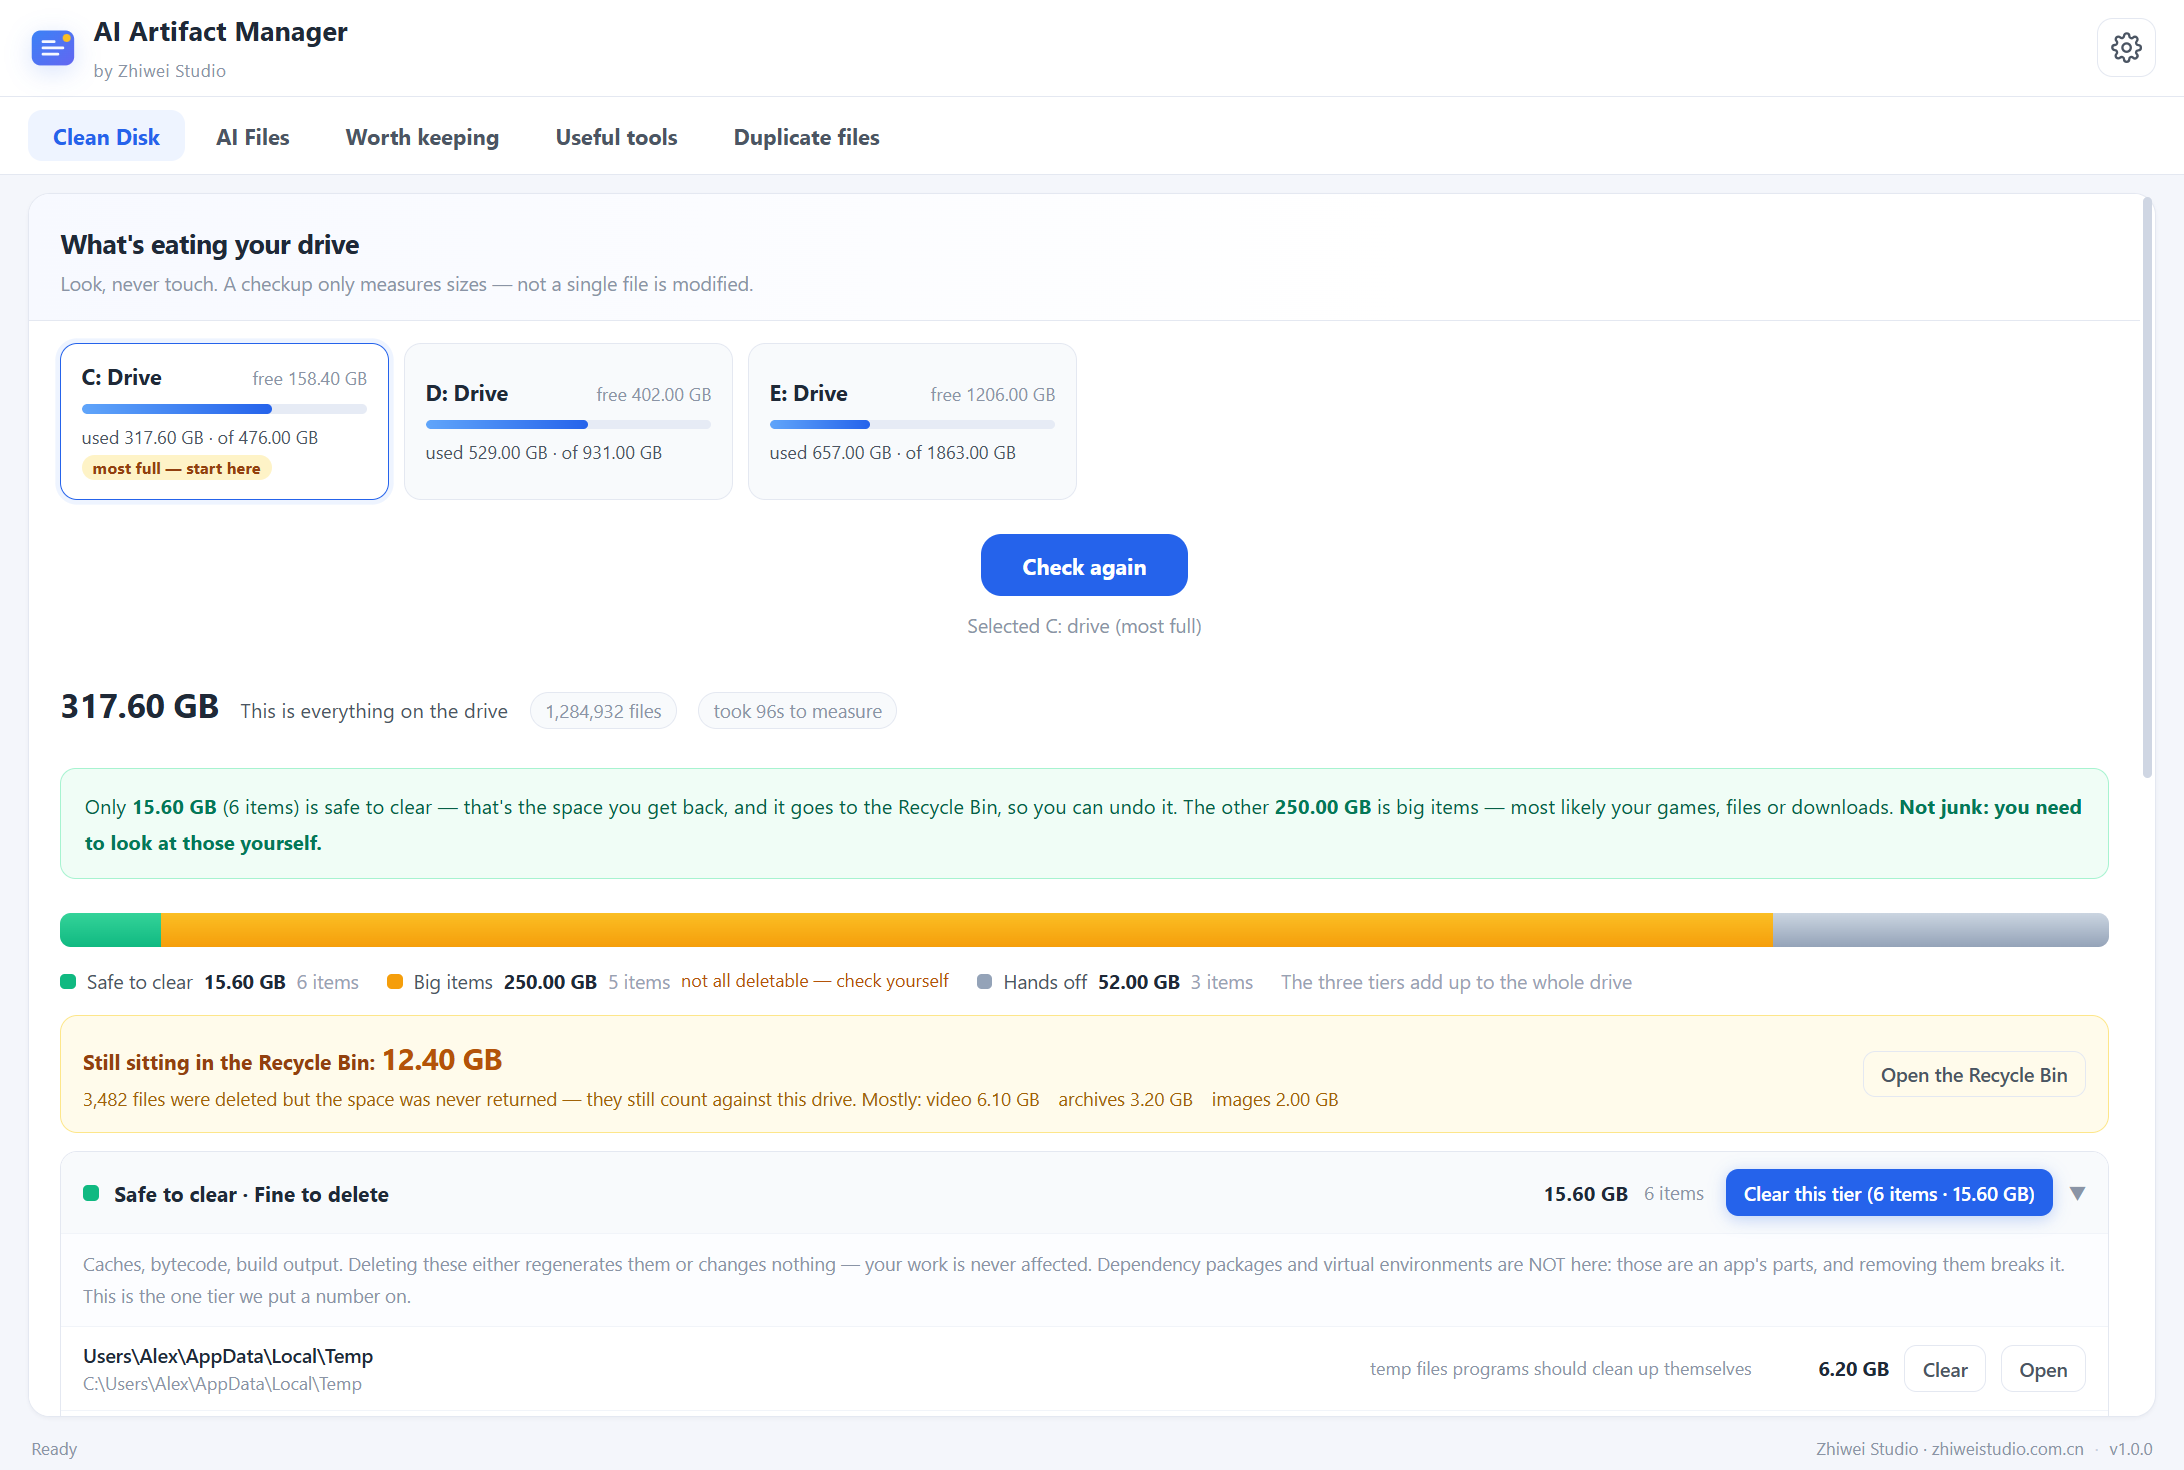 AI Artifact Manager
by Zhiwei Studio
Clean Disk
AI Files
Worth keeping
Useful tools
Duplicate files
What's eating your drive
Look, never touch. A checkup only measures sizes — not a single file is modified.
C: Drive
free 158.40 GB
used 317.60 GB · of 476.00 GB
most full — start here
D: Drive
free 402.00 GB
used 529.00 GB · of 931.00 GB
E: Drive
free 1206.00 GB
used 657.00 GB · of 1863.00 GB
Check again
Selected C: drive (most full)
317.60 GB This is everything on the drive 1,284,932 files took 96s to measure
Only 15.60 GB (6 items) is safe to clear — that's the space you get back, and it goes to the Recycle Bin, so you can undo it. The other 250.00 GB is big items — most likely your games, files or downloads. Not junk: you need
to look at those yourself.
Safe to clear 15.60 GB 6 items Big items 250.00 GB 5 items not all deletable — check yourself Hands off 52.00 GB 3 items The three tiers add up to the whole drive
Still sitting in the Recycle Bin: 12.40 GB
3,482 files were deleted but the space was never returned — they still count against this drive. Mostly: video 6.10 GB archives 3.20 GB images 2.00 GB
Open the Recycle Bin
Safe to clear · Fine to delete
15.60 GB 6 items Clear this tier (6 items · 15.60 GB) ▼
Caches, bytecode, build output. Deleting these either regenerates them or changes nothing — your work is never affected. Dependency packages and virtual environments are NOT here: those are an app's parts, and removing them breaks it.
This is the one tier we put a number on.
Users\Alex\AppData\Local\Temp
C:\Users\Alex\AppData\Local\Temp
temp files programs should clean up themselves 6.20 GB Clear Open
Ready
Zhiwei Studio · zhiweistudio.com.cn · v1.0.0